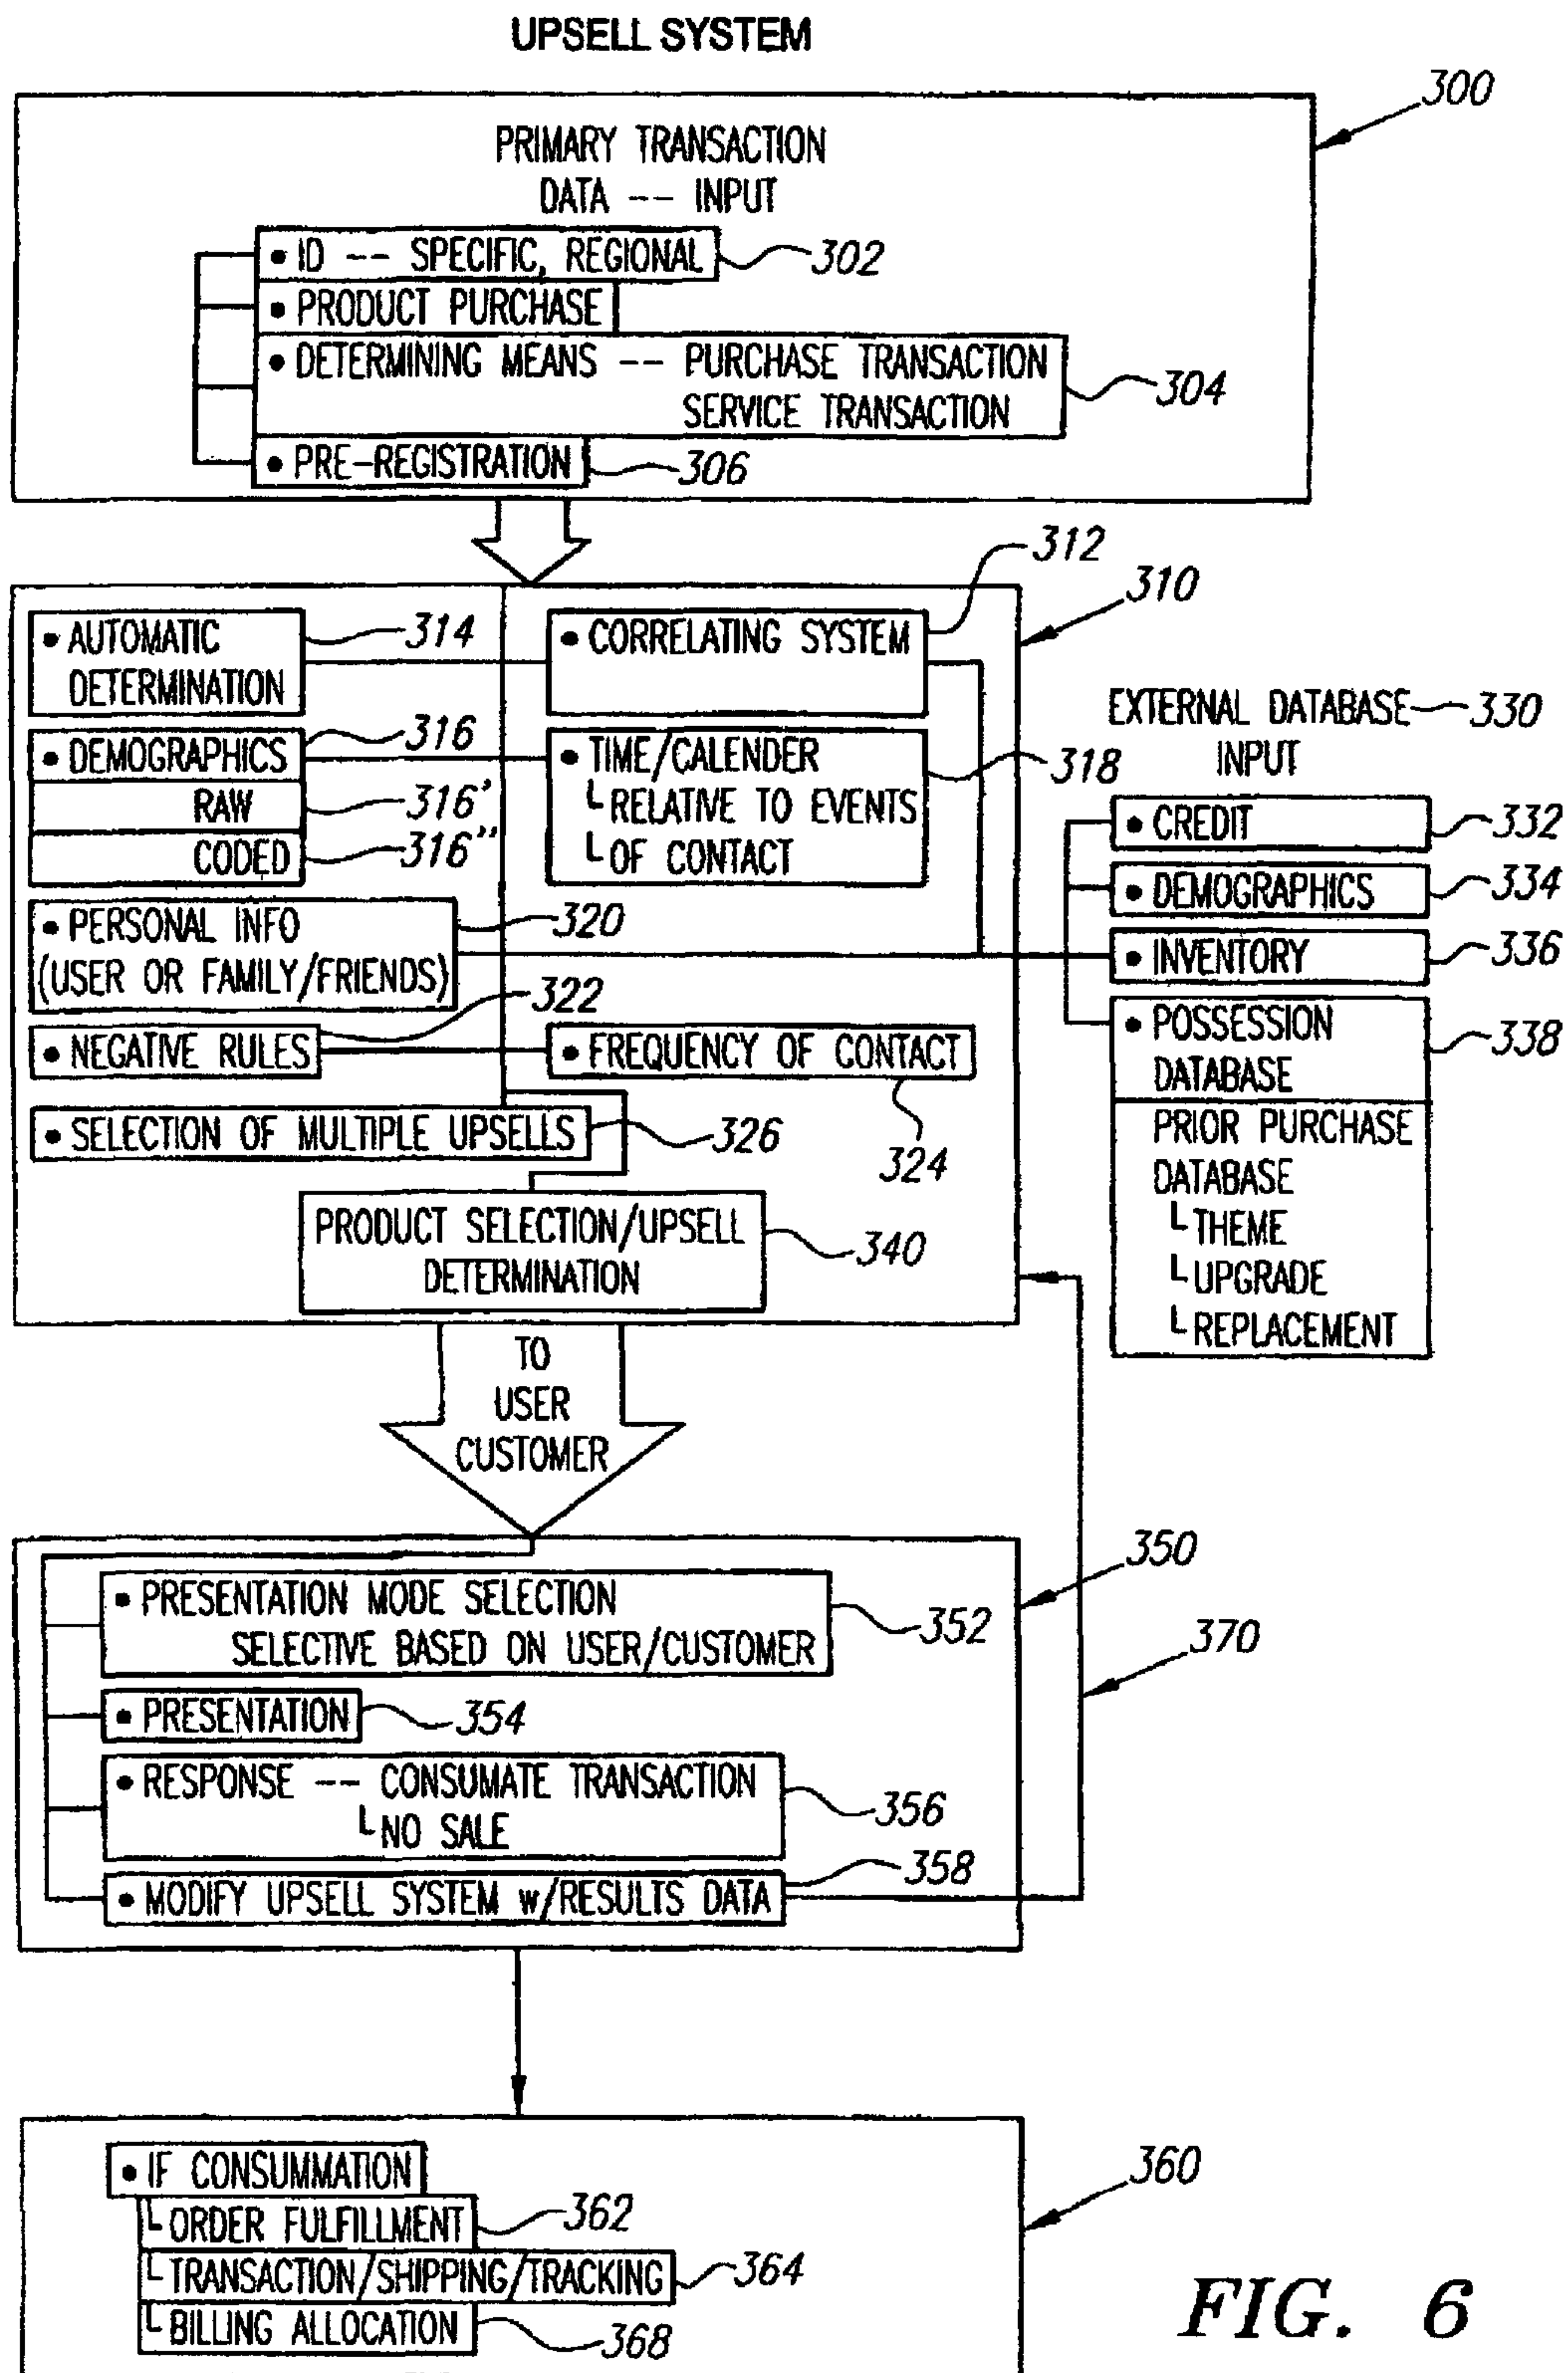 UPSELL SYSTEM
300
PRIMARY TRANSACTION
DATA -- INPUT
• ID -- SPECIFIC, REGIONAL
302
• PRODUCT PURCHASE
• DETERMINING MEANS -- PURCHASE TRANSACTION
SERVICE TRANSACTION
304
• PRE-REGISTRATION
306
310
• AUTOMATIC
DETERMINATION
314
• CORRELATING SYSTEM
312
• DEMOGRAPHICS
316
RAW
316'
CODED
316"
• TIME/CALENDER
└ RELATIVE TO EVENTS
└ OF CONTACT
318
• PERSONAL INFO
(USER OR FAMILY/FRIENDS)
320
• NEGATIVE RULES
322
• FREQUENCY OF CONTACT
324
• SELECTION OF MULTIPLE UPSELLS
326
PRODUCT SELECTION/UPSELL
DETERMINATION
340
EXTERNAL DATABASE
INPUT
330
• CREDIT
332
• DEMOGRAPHICS
334
• INVENTORY
336
• POSSESSION
DATABASE
338
PRIOR PURCHASE
DATABASE
└ THEME
└ UPGRADE
└ REPLACEMENT
TO
USER
CUSTOMER
350
• PRESENTATION MODE SELECTION
SELECTIVE BASED ON USER/CUSTOMER
352
370
• PRESENTATION
354
• RESPONSE -- CONSUMATE TRANSACTION
└ NO SALE
356
• MODIFY UPSELL SYSTEM w/RESULTS DATA
358
360
• IF CONSUMMATION
└ ORDER FULFILLMENT
362
└ TRANSACTION/SHIPPING/TRACKING
364
└ BILLING ALLOCATION
368
FIG. 6